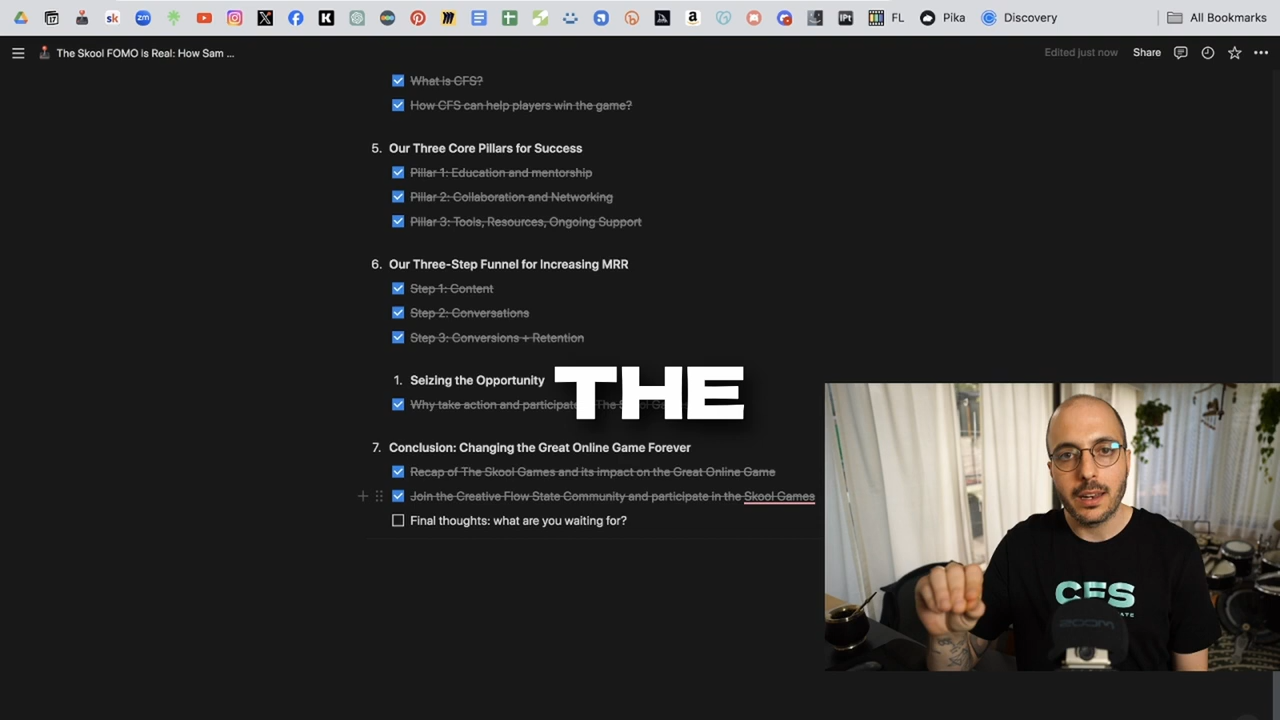 FL
Pika
Discovery
All Bookmarks
The Skool FOMO is Real: How Sam ...
Edited just now
Share
What is CFS?
How CFS can help players win the game?
5. Our Three Core Pillars for Success
Pillar 1: Education and mentorship
Pillar 2: Collaboration and Networking
Pillar 3: Tools, Resources, Ongoing Support
6. Our Three-Step Funnel for Increasing MRR
Step 1: Content
Step 2: Conversations
Step 3: Conversions + Retention
1. Seizing the Opportunity
THE
Why take action and participate
7. Conclusion: Changing the Great Online Game Forever
Recap of The Skool Games and its impact on the Great Online Game
Join the Creative Flow State Community and participate in the Skool Games
Final thoughts: what are you waiting for?
CFS
ZOOM